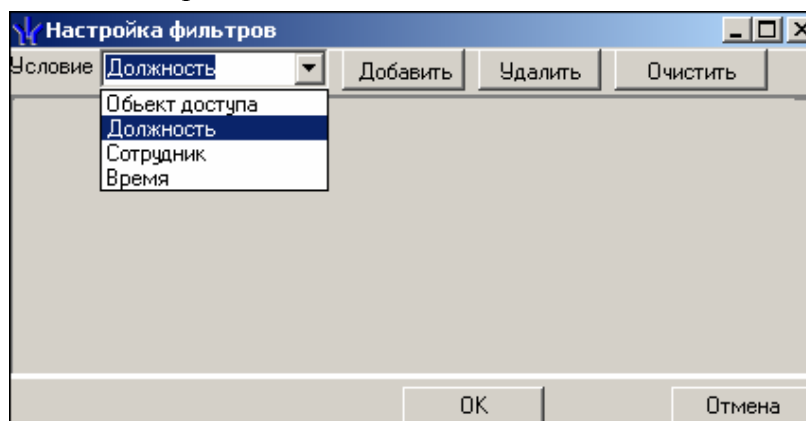 Настройка фильтров
Условие Должность Добавить Удалить Очистить
Обьект доступа
Должность
Сотрудник
Время
OK Отмена